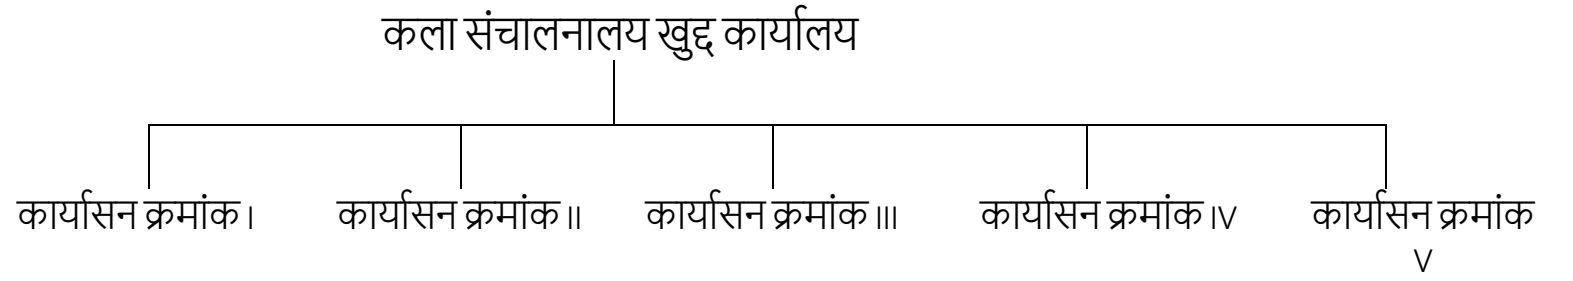 कला संचालनालय खुद्द कार्यालय
कार्यासन क्रमांक I
कार्यासन क्रमांक II
कार्यासन क्रमांक III
कार्यासन क्रमांक IV
कार्यासन क्रमांक
V